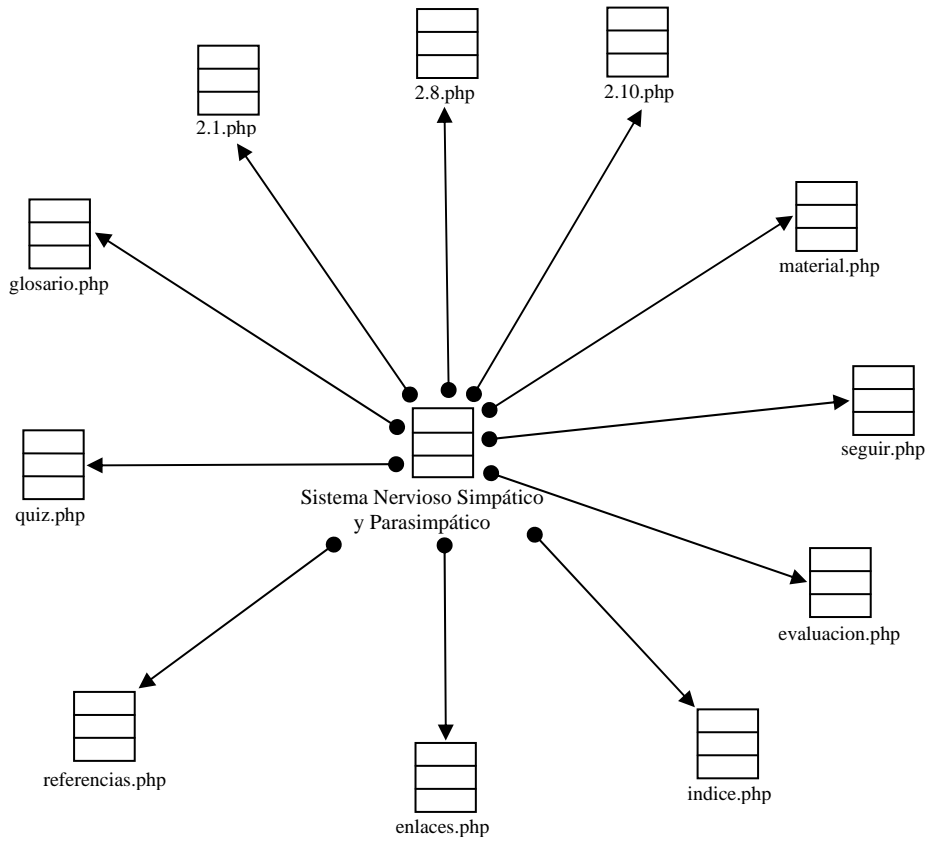 2.8.php
2.10.php
2.1.php
material.php
glosario.php
seguir.php
Sistema Nervioso Simpático
y Parasimpático
quiz.php
evaluacion.php
referencias.php
indice.php
enlaces.php